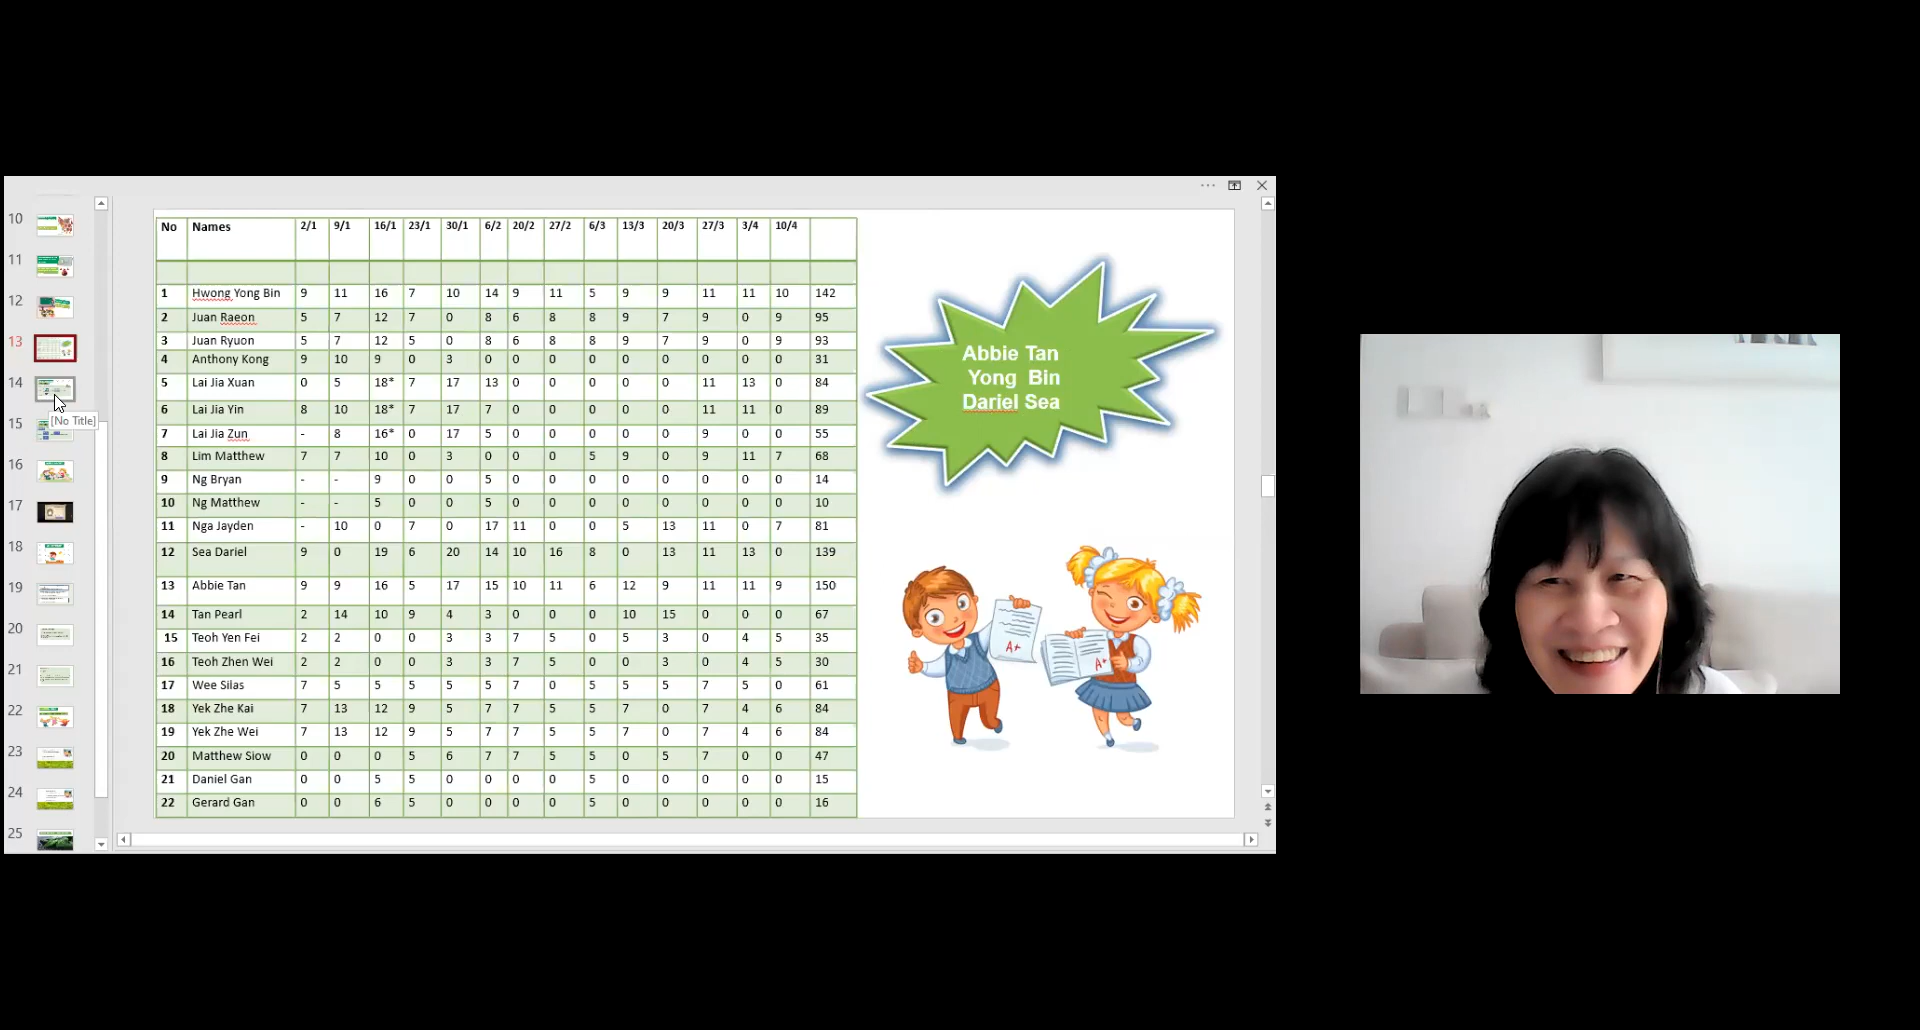 No Names 2/1 9/1 16/1 23/1 30/1 6/2 20/2 27/2 6/3 13/3 20/3 27/3 3/4 10/4
1 Hwong Yong Bin 9 11 16 7 10 14 9 11 5 9 9 11 11 10 142
2 Juan Raeon 5 7 12 7 0 8 6 8 8 9 7 9 0 9 95
3 Juan Ryuon 5 7 12 5 0 8 6 8 8 9 7 9 0 9 93
4 Anthony Kong 9 10 9 0 3 0 0 0 0 0 0 0 0 0 31
5 Lai Jia Xuan 0 5 18* 7 17 13 0 0 0 0 0 11 13 0 84
6 Lai Jia Yin 8 10 18* 7 17 7 0 0 0 0 0 11 11 0 89
7 Lai Jia Zun - 8 16* 0 17 5 0 0 0 0 0 9 0 0 55
8 Lim Matthew 7 7 10 0 3 0 0 0 5 9 0 9 11 7 68
9 Ng Bryan - - 9 0 0 5 0 0 0 0 0 0 0 0 14
10 Ng Matthew - - 5 0 0 5 0 0 0 0 0 0 0 0 10
11 Nga Jayden - 10 0 7 0 17 11 0 0 5 13 11 0 7 81
12 Sea Dariel 9 0 19 6 20 14 10 16 8 0 13 11 13 0 139
13 Abbie Tan 9 9 16 5 17 15 10 11 6 12 9 11 11 9 150
14 Tan Pearl 2 14 10 9 4 3 0 0 0 10 15 0 0 0 67
15 Teoh Yen Fei 2 2 0 0 3 3 7 5 0 5 3 0 4 5 35
16 Teoh Zhen Wei 2 2 0 0 3 3 7 5 0 0 3 0 4 5 30
17 Wee Silas 7 5 5 5 5 5 7 0 5 5 5 7 5 0 61
18 Yek Zhe Kai 7 13 12 9 5 7 7 5 5 7 0 7 4 6 84
19 Yek Zhe Wei 7 13 12 9 5 7 7 5 5 7 0 7 4 6 84
20 Matthew Siow 0 0 0 5 6 7 7 5 5 0 5 7 0 0 47
21 Daniel Gan 0 0 5 5 0 0 0 0 5 0 0 0 0 0 15
22 Gerard Gan 0 0 6 5 0 0 0 0 5 0 0 0 0 0 16
Abbie Tan
Yong Bin
Dariel Sea
A+
A+
10
11
12
13
14
[No Title]
15
16
17
18
19
20
21
22
23
24
25